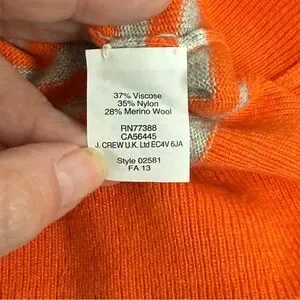 37% Viscose
35% Nylon
28% Merino Wool
RN77388
CA56445
J. CREW U.K. Ltd EC4V 6JA
Style 02581
FA 13